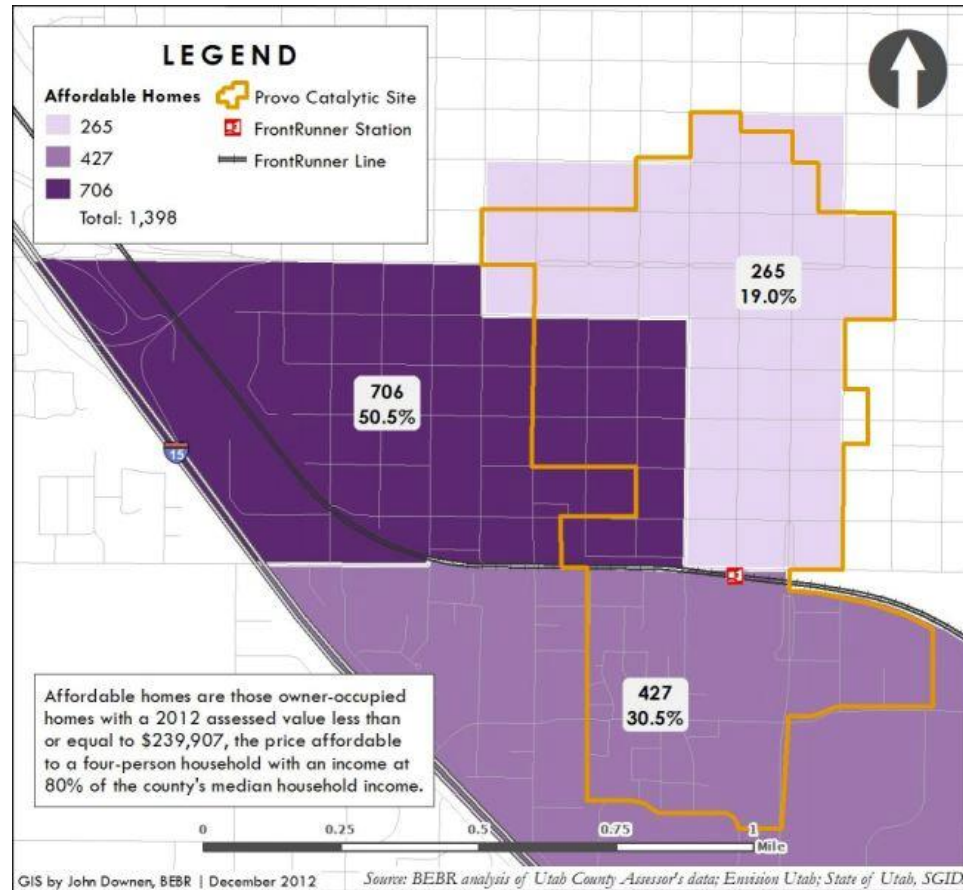 LEGEND
Affordable Homes
265
427
706
Total: 1,398
Provo Catalytic Site
FrontRunner Station
FrontRunner Line
265
19.0%
706
50.5%
15
427
30.5%
Affordable homes are those owner-occupied
homes with a 2012 assessed value less than
or equal to $239,907, the price affordable
to a four-person household with an income at
80% of the county's median household income.
0 0.25 0.5 0.75 1
Mile
GIS by John Downen, BEBR | December 2012
Source: BEBR analysis of Utah County Assessor's data; Envision Utah; State of Utah, SGID